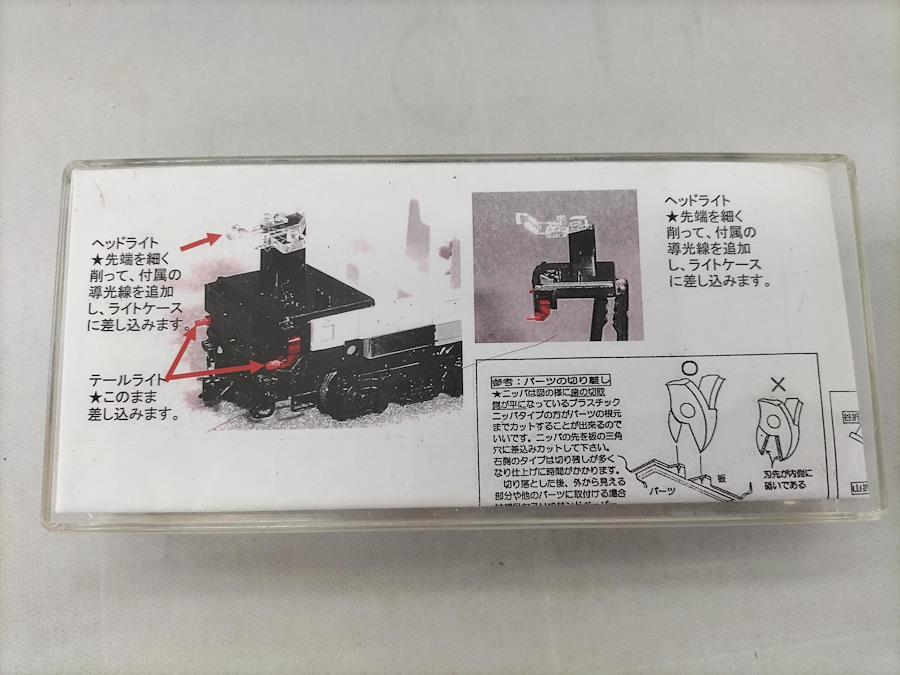 ヘッドライト
★先端を細く
削って、付属の
導光線を追加
し、ライトケース
に差し込みます。
テールライト
★このまま
差し込みます。
ヘッドライト
★先端を細く
削って、付属の
導光線を追加
し、ライトケース
に差し込みます。
参考：パーツの切り離し
★ニッパは図の様に歯の切取
側が平になっているプラスチック
ニッパタイプの方がパーツの根元
までカットすることが出来るので
いいです。ニッパの先を板の三角
穴に差込みカットして下さい。
右側のタイプは切り残しが多く
なり仕上げに時間がかかります。
切り落とした後、外から見える
部分や他のパーツに取付ける場合
○
×
パーツ
板
刃先が内側に
山折